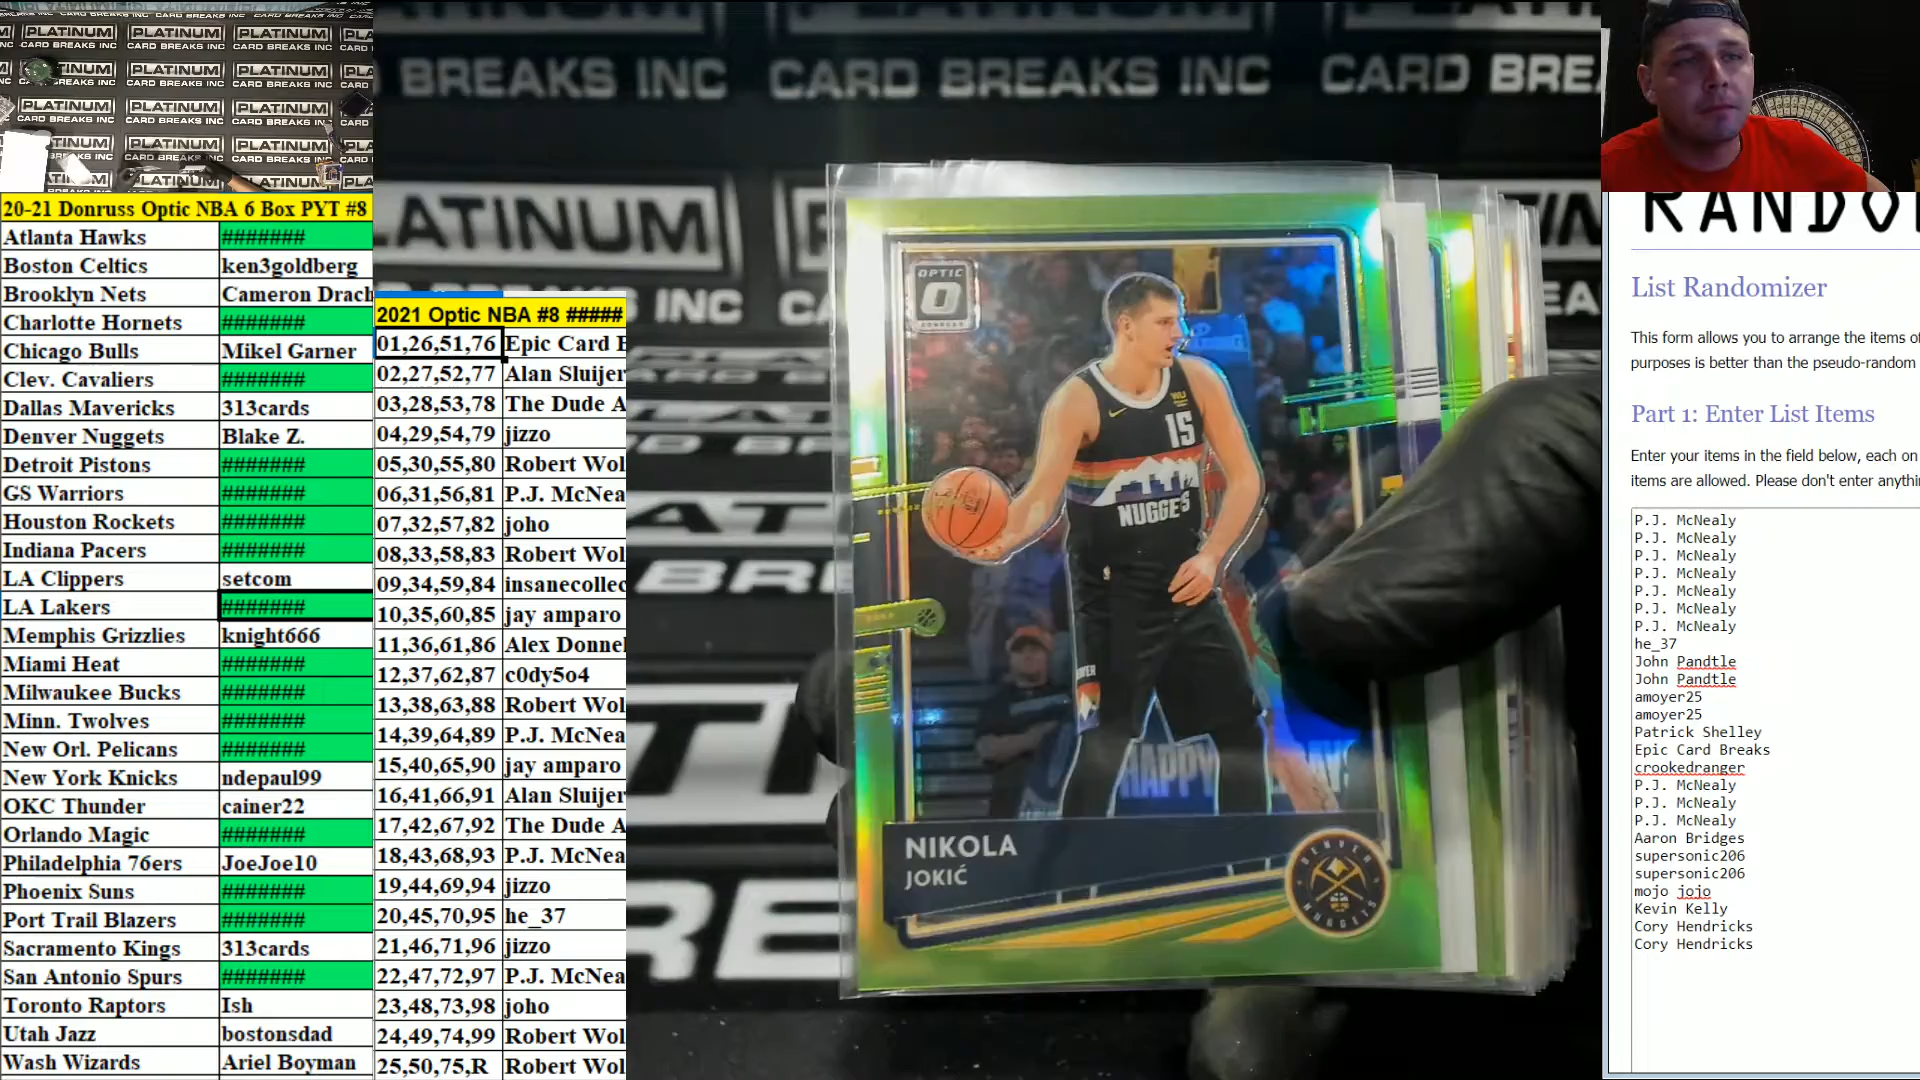 PLATINUM PLATINUM PLATINUM
CARD BREAKS INC CARD BREAKS INC CARD BREAKS INC
BREAKS INC CARD BREAKS INC CARD BRE
20-21 Donruss Optic NBA 6 Box PYT #8
Atlanta Hawks #######
Boston Celtics ken3goldberg
Brooklyn Nets Cameron Drach
Charlotte Hornets #######
Chicago Bulls Mikel Garner
Clev. Cavaliers #######
Dallas Mavericks 313cards
Denver Nuggets Blake Z.
Detroit Pistons #######
GS Warriors #######
Houston Rockets #######
Indiana Pacers #######
LA Clippers setcom
LA Lakers #######
Memphis Grizzlies knight666
Miami Heat #######
Milwaukee Bucks #######
Minn. Twolves #######
New Orl. Pelicans #######
New York Knicks ndepaul99
OKC Thunder cainer22
Orlando Magic #######
Philadelphia 76ers JoeJoe10
Phoenix Suns #######
Port Trail Blazers #######
Sacramento Kings 313cards
San Antonio Spurs #######
Toronto Raptors Ish
Utah Jazz bostonsdad
Wash Wizards Ariel Boyman
2021 Optic NBA #8 #####
01,26,51,76 Epic Card B
02,27,52,77 Alan Sluijer
03,28,53,78 The Dude A
04,29,54,79 jizzo
05,30,55,80 Robert Wol
06,31,56,81 P.J. McNea
07,32,57,82 joho
08,33,58,83 Robert Wol
09,34,59,84 insanecollec
10,35,60,85 jay amparo
11,36,61,86 Alex Donnel
12,37,62,87 c0dy5o4
13,38,63,88 Robert Wol
14,39,64,89 P.J. McNea
15,40,65,90 jay amparo
16,41,66,91 Alan Sluijer
17,42,67,92 The Dude A
18,43,68,93 P.J. McNea
19,44,69,94 jizzo
20,45,70,95 he_37
21,46,71,96 jizzo
22,47,72,97 P.J. McNea
23,48,73,98 joho
24,49,74,99 Robert Wol
25,50,75,R Robert Wol
OPTIC
DONRUSS
15
NUGGETS
HAPPY
NIKOLA
JOKIĆ
DENVER
NUGGETS
RANDO
List Randomizer
This form allows you to arrange the items of
purposes is better than the pseudo-random
Part 1: Enter List Items
Enter your items in the field below, each on
items are allowed. Please don't enter anythi
P.J. McNealy
P.J. McNealy
P.J. McNealy
P.J. McNealy
P.J. McNealy
P.J. McNealy
P.J. McNealy
he_37
John Pandtle
John Pandtle
amoyer25
amoyer25
Patrick Shelley
Epic Card Breaks
crookedranger
P.J. McNealy
P.J. McNealy
P.J. McNealy
Aaron Bridges
supersonic206
supersonic206
mojo jojo
Kevin Kelly
Cory Hendricks
Cory Hendricks